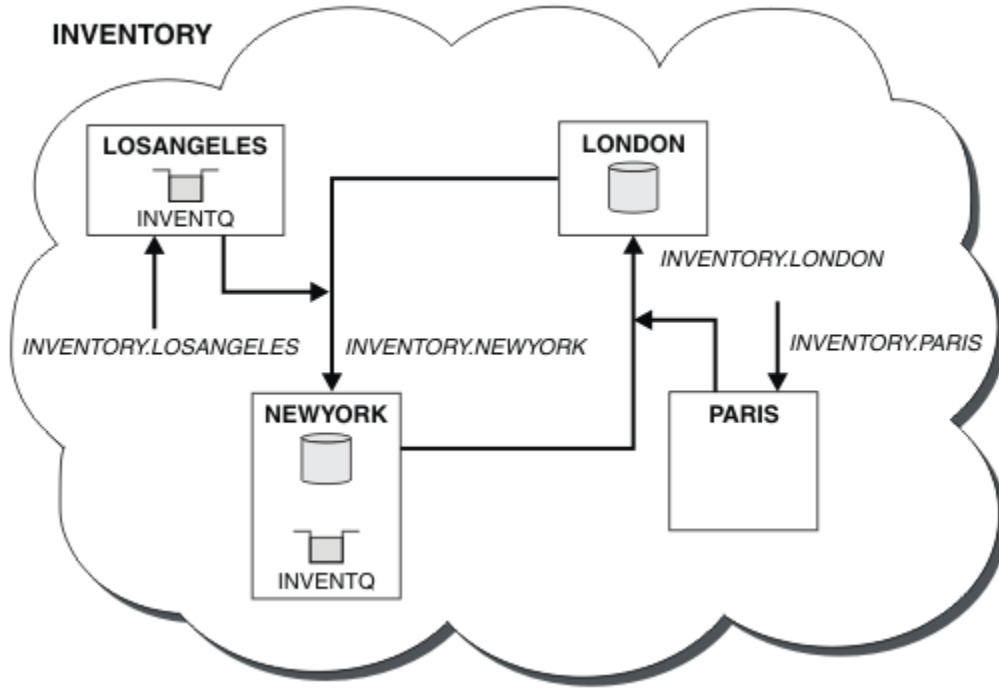 INVENTORY
LOSANGELES
INVENTQ
LONDON
INVENTORY.LONDON
INVENTORY.LOSANGELES
INVENTORY.NEWYORK
INVENTORY.PARIS
NEWYORK
INVENTQ
PARIS